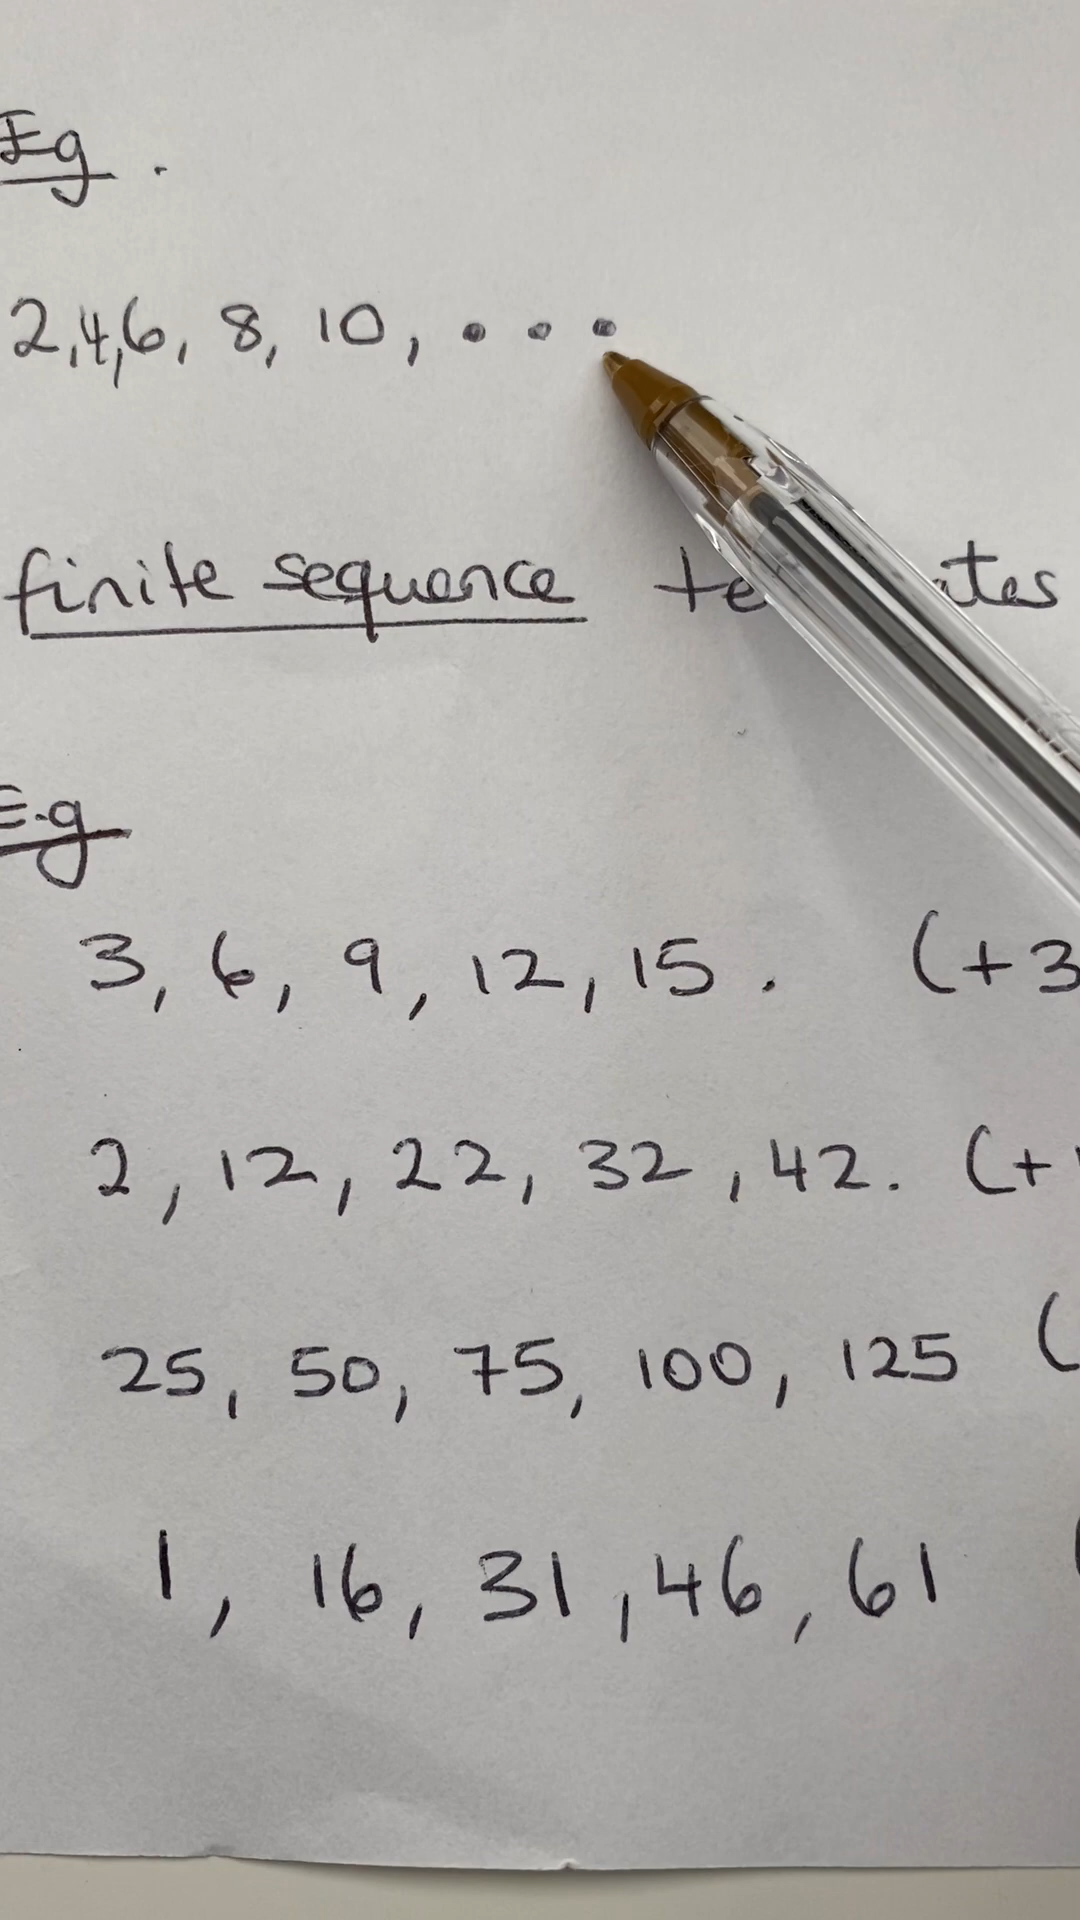 Eg.
2,4,6, 8, 10, ...
finite sequence
E.g
3, 6, 9, 12, 15. (+3
2, 12, 22, 32, 42. (+
25, 50, 75, 100, 125 (
1, 16, 31, 46, 61